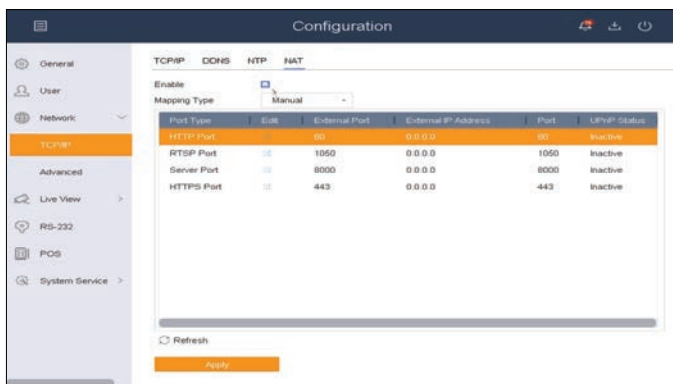 Configuration
General
User
Network
TCP/IP
Advanced
Live View
RS-232
POS
System Service
TCP/IP DDNS NTP NAT
Enable
Mapping Type Manual
Port Type Edit External Port External IP Address Port UPnP Status
HTTP Port 60 0.0.0.0 60 Inactive
RTSP Port 1050 0.0.0.0 1050 Inactive
Server Port 8000 0.0.0.0 8000 Inactive
HTTPS Port 443 0.0.0.0 443 Inactive
Refresh
Apply